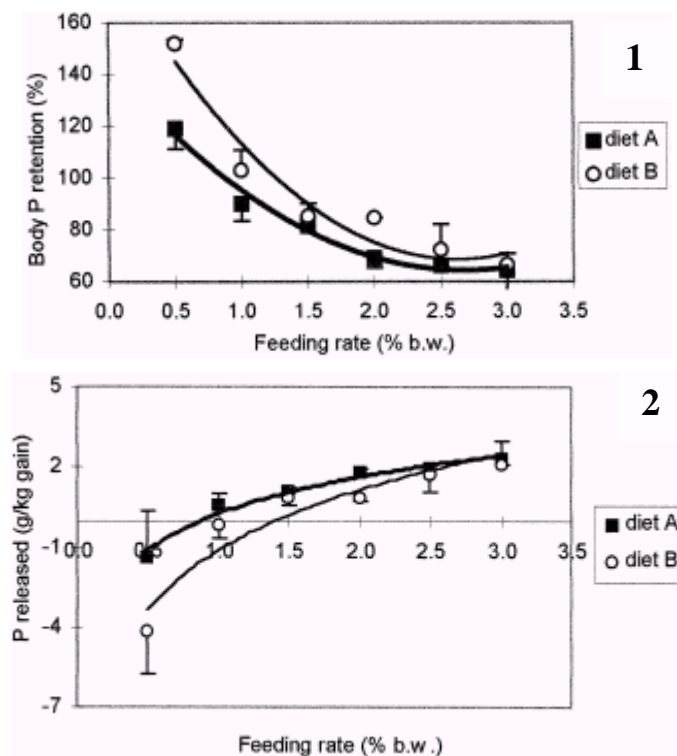 160
140
120
100
80
60
Body P retention (%)
1
diet A
diet B
0.0 0.5 1.0 1.5 2.0 2.5 3.0 3.5
Feeding rate (% b.w.)
5
2
-1
-4
-7
P released (g/kg gain)
2
diet A
diet B
1.0 1.5 2.0 2.5 3.0 3.5
Feeding rate (% b.w.)